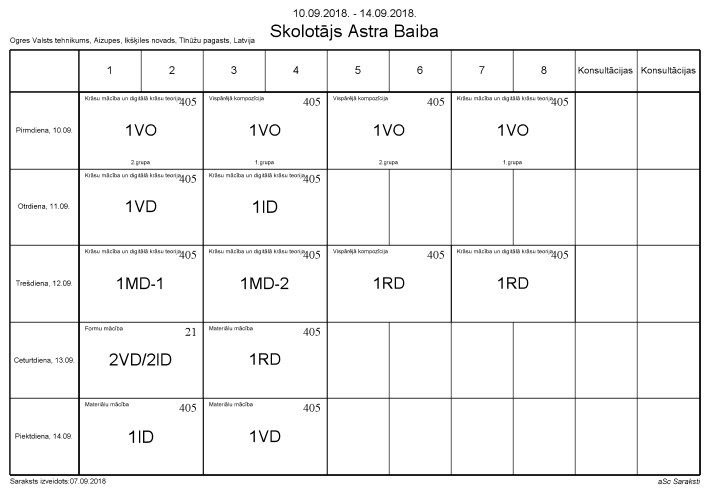 10.09.2018. - 14.09.2018.
Ogres Valsts tehnikums, Aizupes, Ikšķiles novads, Tīnūžu pagasts, Latvija
Skolotājs Astra Baiba
1 2 3 4 5 6 7 8 Konsultācijas Konsultācijas
Pirmdiena, 10.09.
Krāsu mācība un digitālā krāsu teorija 405
1VO
2.grupa
Vispārējā kompozīcija 405
1VO
1.grupa
Vispārējā kompozīcija 405
1VO
2.grupa
Krāsu mācība un digitālā krāsu teorija 405
1VO
1.grupa
Otrdiena, 11.09.
Krāsu mācība un digitālā krāsu teorija 405
1VD
Krāsu mācība un digitālā krāsu teorija 405
1ID
Trešdiena, 12.09.
Krāsu mācība un digitālā krāsu teorija 405
1MD-1
Krāsu mācība un digitālā krāsu teorija 405
1MD-2
Vispārējā kompozīcija 405
1RD
Krāsu mācība un digitālā krāsu teorija 405
1RD
Ceturtdiena, 13.09.
Formu mācība 21
2VD/2ID
Materiālu mācība 405
1RD
Piektdiena, 14.09.
Materiālu mācība 405
1ID
Materiālu mācība 405
1VD
Saraksts izveidots:07.09.2018
aSc Saraksti